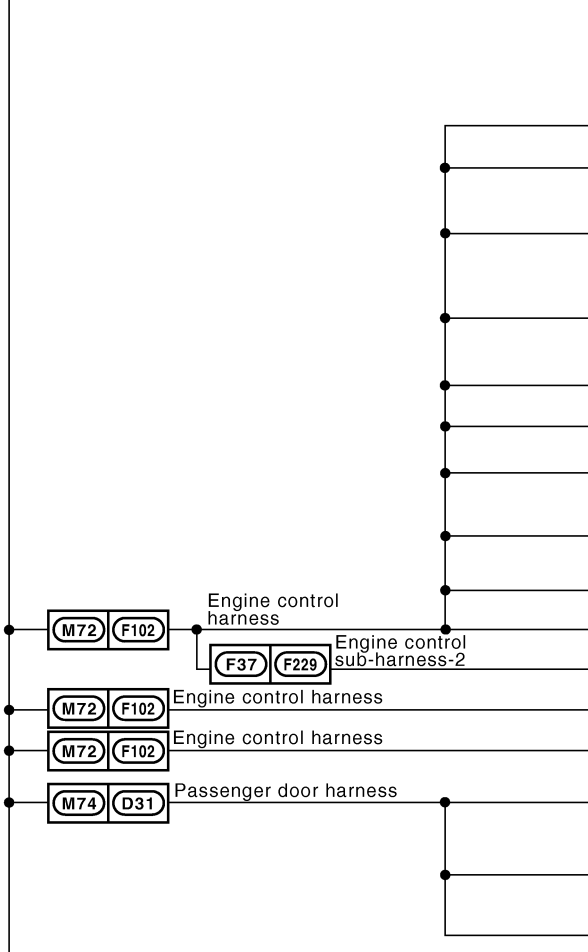 Engine control
harness
M72 F102
Engine control
sub-harness-2
F37 F229
Engine control harness
M72 F102
Engine control harness
M72 F102
Passenger door harness
M74 D31